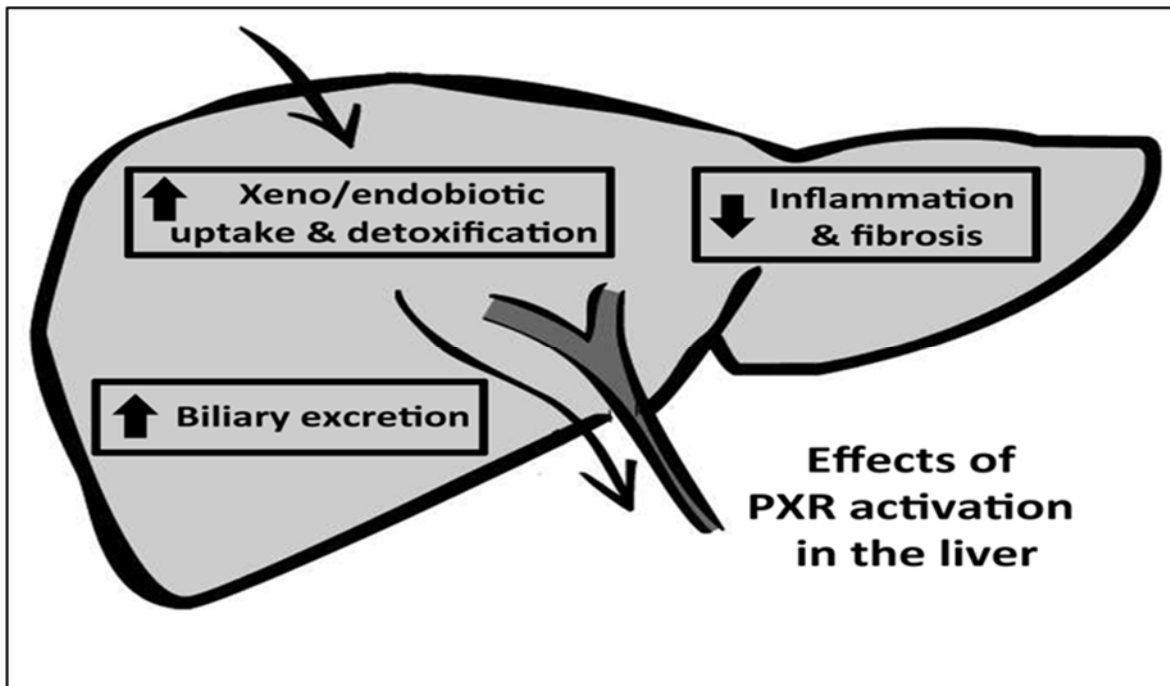 Xeno/endobiotic
uptake & detoxification
Inflammation
& fibrosis
Biliary excretion
Effects of
PXR activation
in the liver